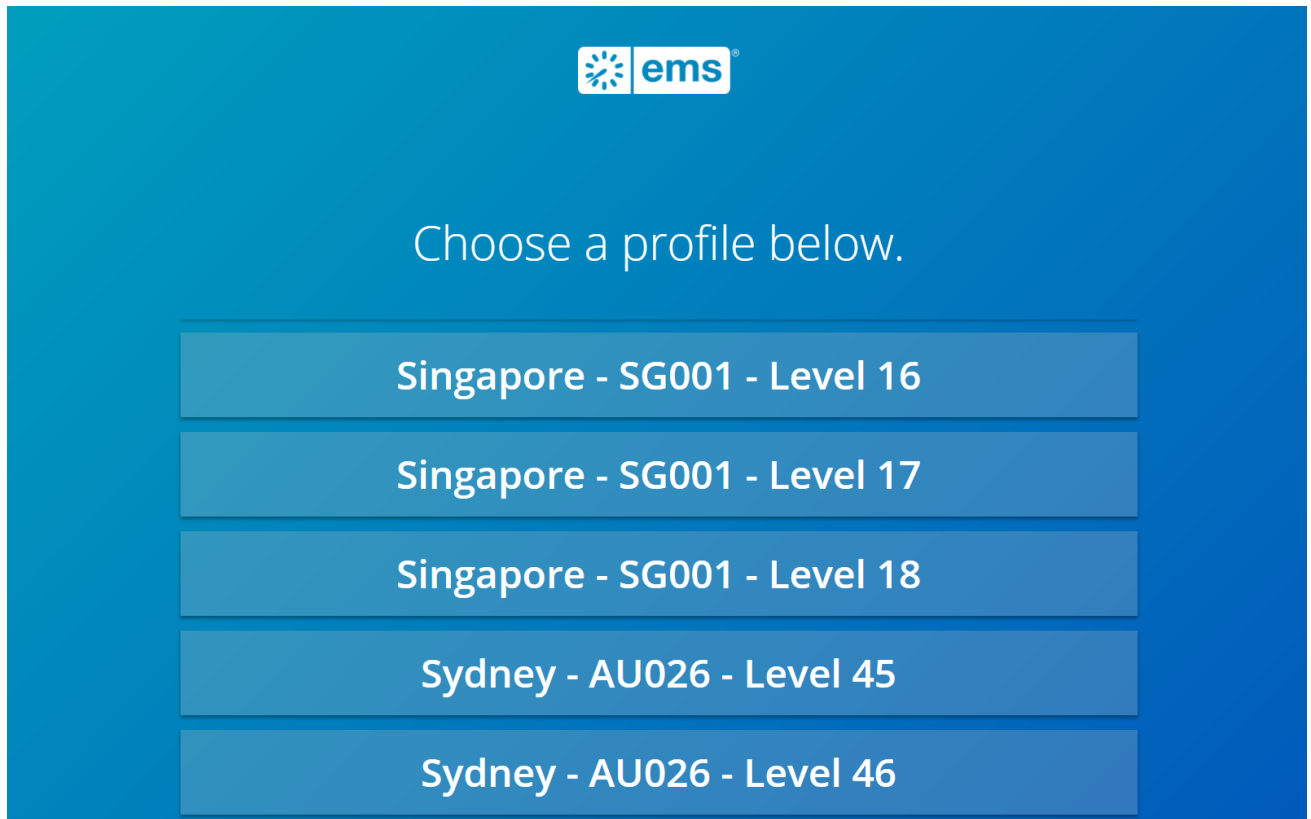 ems®
Choose a profile below.
Singapore - SG001 - Level 16
Singapore - SG001 - Level 17
Singapore - SG001 - Level 18
Sydney - AU026 - Level 45
Sydney - AU026 - Level 46